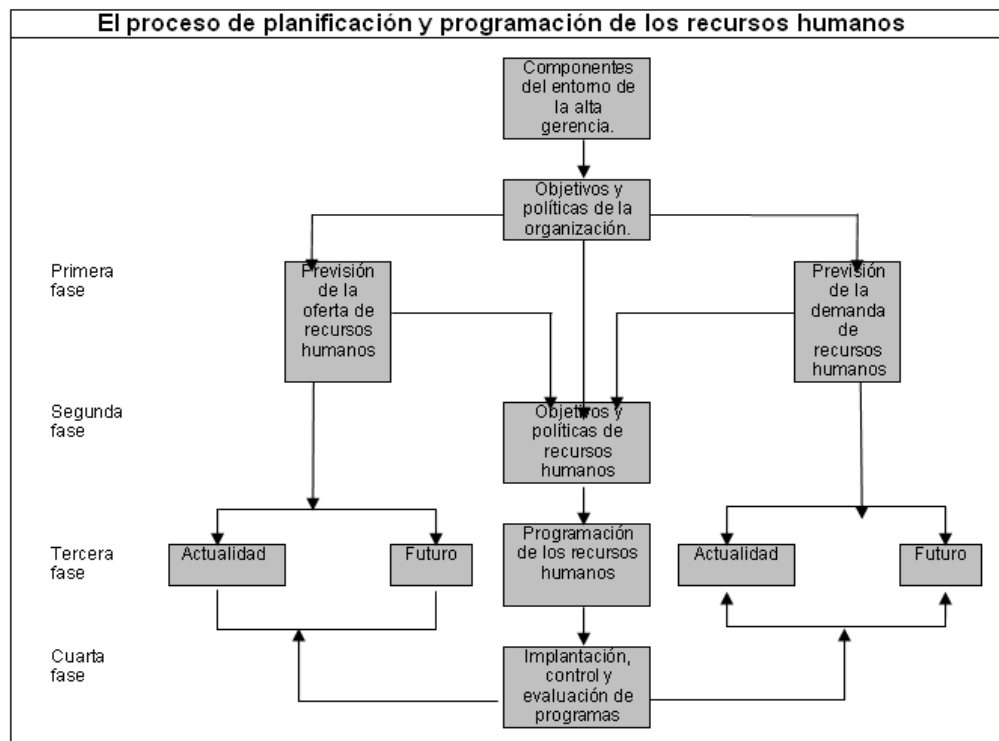 El proceso de planificación y programación de los recursos humanos
Componentes
del entorno de
la alta
gerencia.
Objetivos y
políticas de la
organización.
Primera
fase
Previsión
de la
oferta de
recursos
humanos
Previsión
de la
demanda
de
recursos
humanos
Segunda
fase
Objetivos y
políticas de
recursos
humanos
Tercera
fase
Actualidad
Futuro
Programación
de los recursos
humanos
Actualidad
Futuro
Cuarta
fase
Implantación,
control y
evaluación de
programas